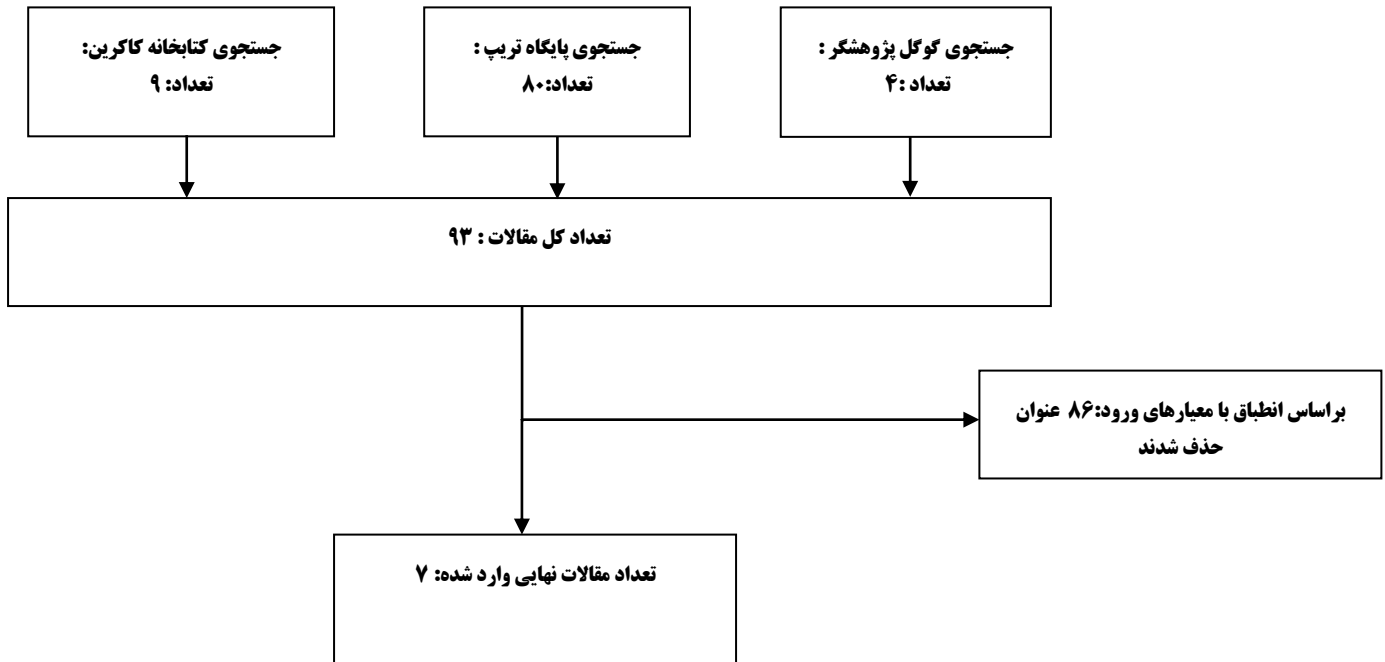 جستجوی گوگل پژوهشگر :
تعداد :۴
جستجوی پایگاه تریپ :
تعداد:۸۰
جستجوی کتابخانه کاکرین:
تعداد: ۹
تعداد کل مقالات : ۹۳
براساس انطباق با معیارهای ورود:۸۶ عنوان
حذف شدند
تعداد مقالات نهایی وارد شده: ۷